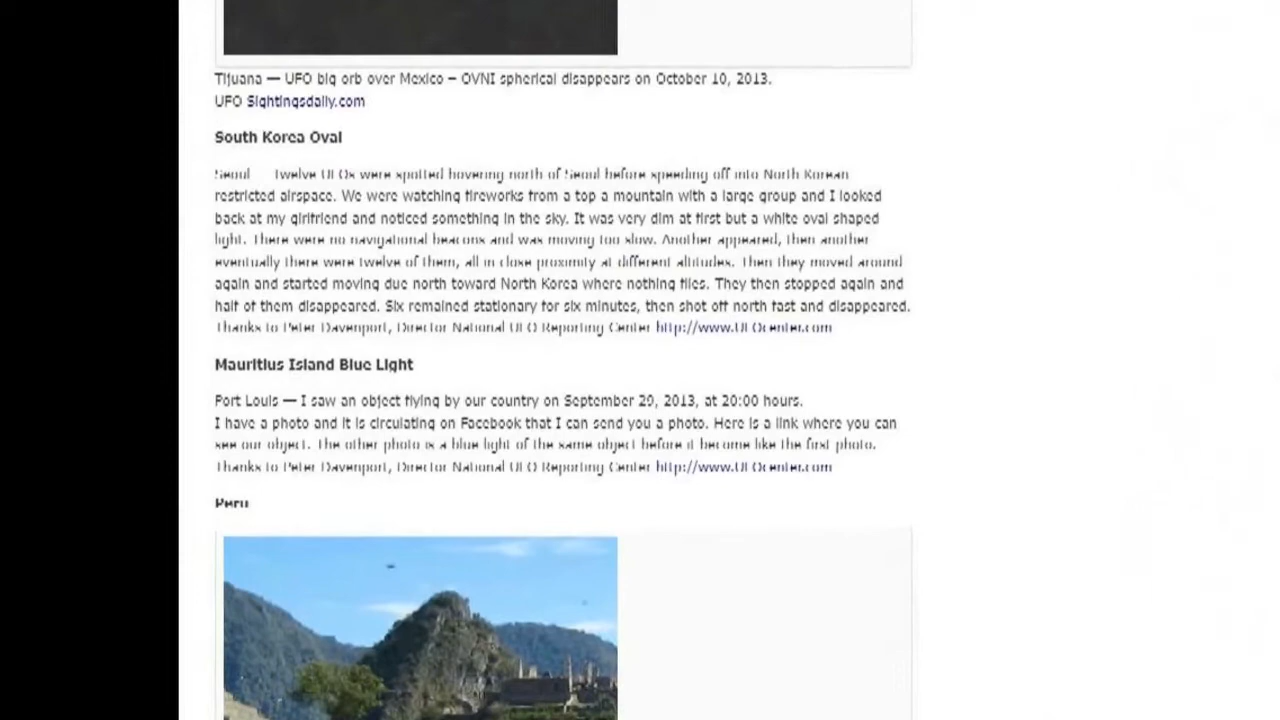 Tijuana — UFO big orb over Mexico – OVNI spherical disappears on October 10, 2013.
UFO Sightingsdaily.com
South Korea Oval
Seoul — Twelve UFOs were spotted hovering north of Seoul before speeding off into North Korean
restricted airspace. We were watching fireworks from a top a mountain with a large group and I looked
back at my girlfriend and noticed something in the sky. It was very dim at first but a white oval shaped
light. There were no navigational beacons and was moving too slow. Another appeared, then another
eventually there were twelve of them, all in close proximity at different altitudes. Then they moved around
again and started moving due north toward North Korea where nothing flies. They then stopped again and
half of them disappeared. Six remained stationary for six minutes, then shot off north fast and disappeared.
Thanks to Peter Davenport, Director National UFO Reporting Center http://www.UFOcenter.com
Mauritius Island Blue Light
Port Louis — I saw an object flying by our country on September 29, 2013, at 20:00 hours.
I have a photo and it is circulating on Facebook that I can send you a photo. Here is a link where you can
see our object. The other photo is a blue light of the same object before it become like the first photo.
Thanks to Peter Davenport, Director National UFO Reporting Center http://www.UFOcenter.com
Peru